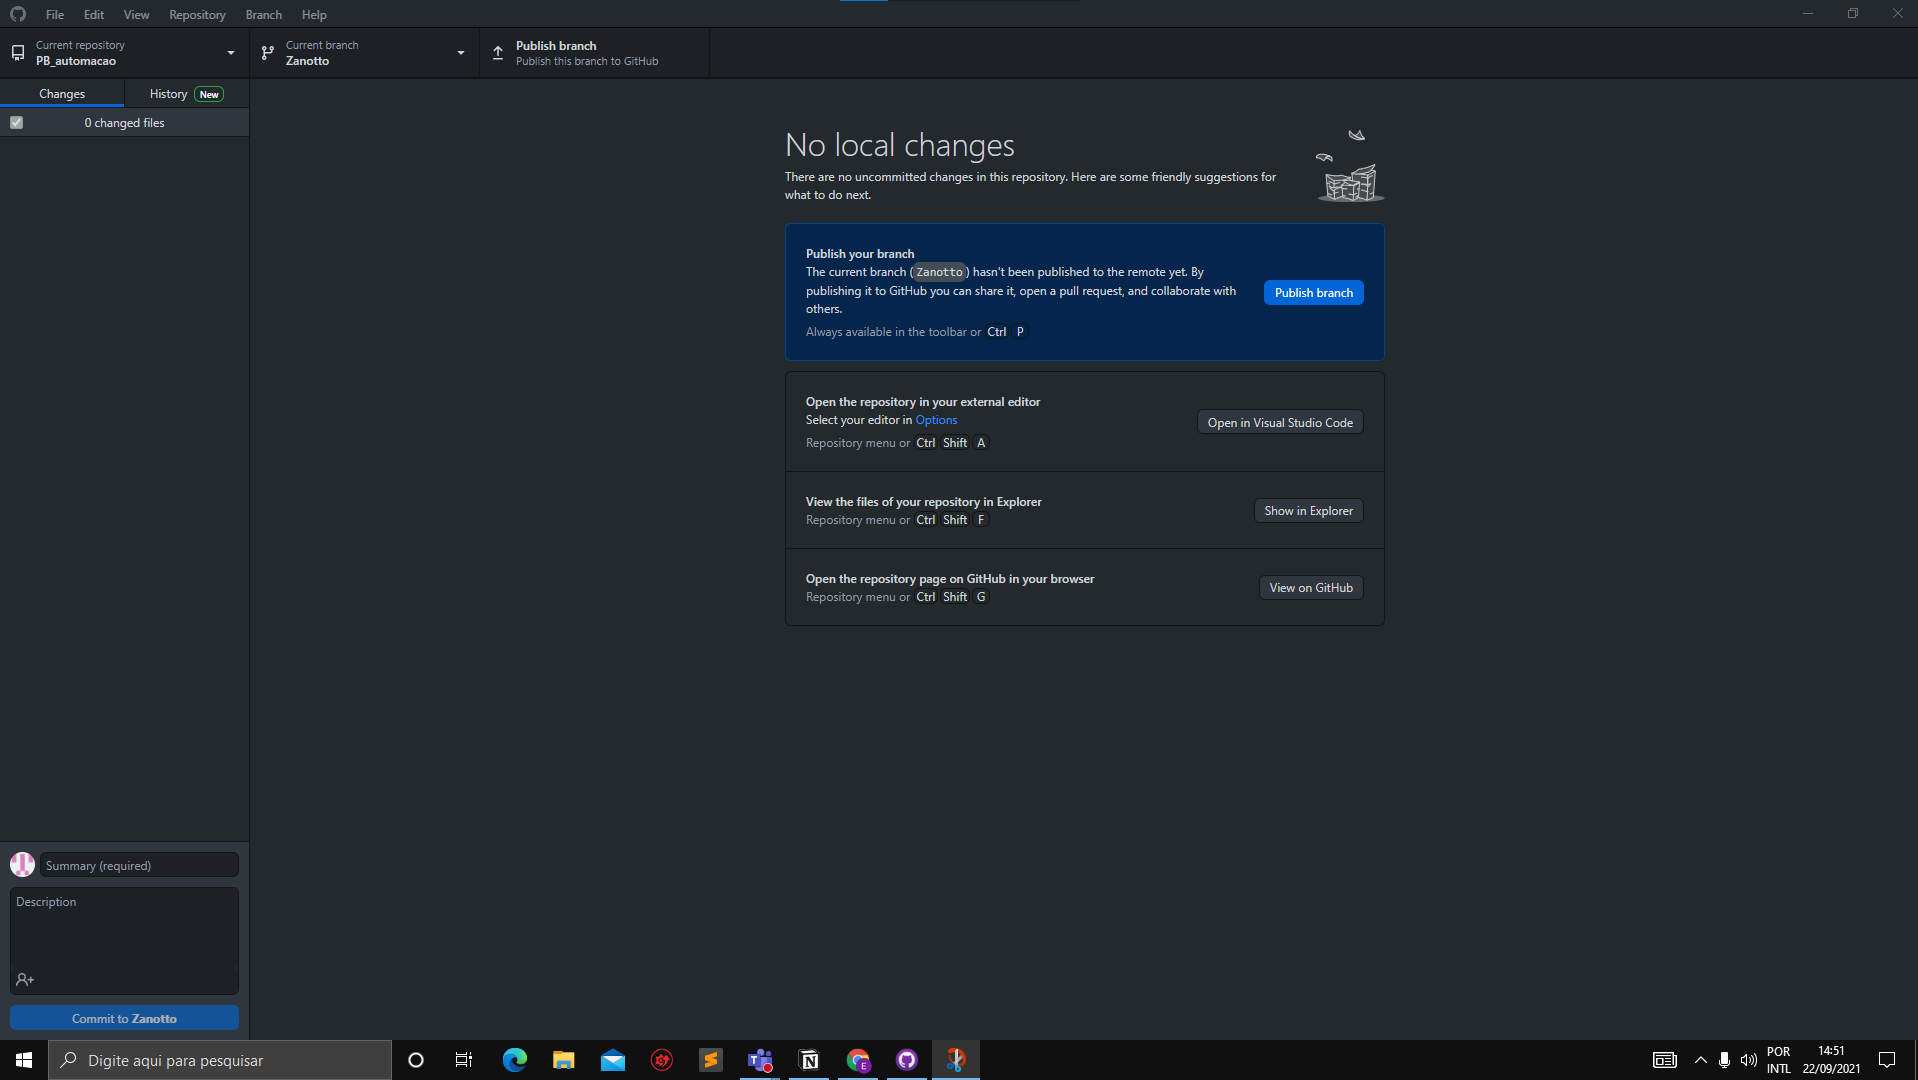 File Edit View Repository Branch Help
Current repository
PB_automacao
Current branch
Zanotto
Publish branch
Publish this branch to GitHub
Changes
History New
0 changed files
No local changes
There are no uncommitted changes in this repository. Here are some friendly suggestions for
what to do next.
Publish your branch
The current branch (Zanotto) hasn't been published to the remote yet. By
publishing it to GitHub you can share it, open a pull request, and collaborate with
others.
Always available in the toolbar or Ctrl P
Publish branch
Open the repository in your external editor
Select your editor in Options
Repository menu or Ctrl Shift A
Open in Visual Studio Code
View the files of your repository in Explorer
Repository menu or Ctrl Shift F
Show in Explorer
Open the repository page on GitHub in your browser
Repository menu or Ctrl Shift G
View on GitHub
Summary (required)
Description
Commit to Zanotto
Digite aqui para pesquisar
E
POR
INTL
14:51
22/09/2021